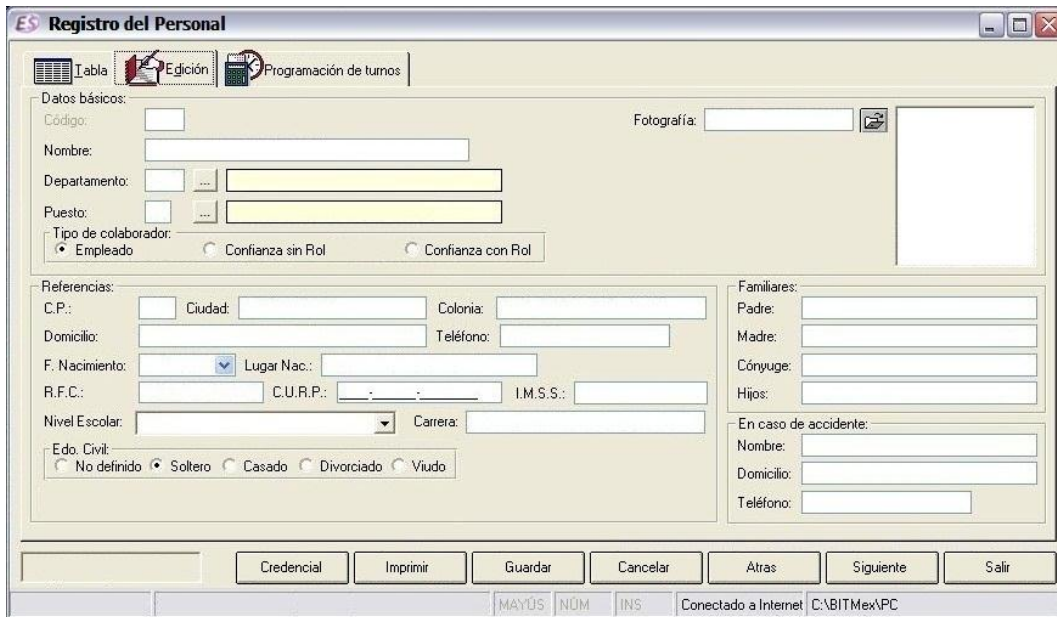 ES Registro del Personal
Tabla Edición Programación de turnos
Datos básicos:
Código: Fotografía:
Nombre:
Departamento: ...
Puesto: ...
Tipo de colaborador:
Empleado Confianza sin Rol Confianza con Rol
Referencias: Familiares:
C.P.: Ciudad: Colonia: Padre:
Domicilio: Teléfono: Madre:
F. Nacimiento: Lugar Nac.: Cónyuge:
R.F.C.: C.U.R.P.: ____-______-________ I.M.S.S.: Hijos:
Nivel Escolar: Carrera: En caso de accidente:
Edo. Civil: Nombre:
No definido Soltero Casado Divorciado Viudo Domicilio:
Teléfono:
Credencial Imprimir Guardar Cancelar Atras Siguiente Salir
MAYÚS NÚM INS Conectado a Internet C:\BITMex\PC